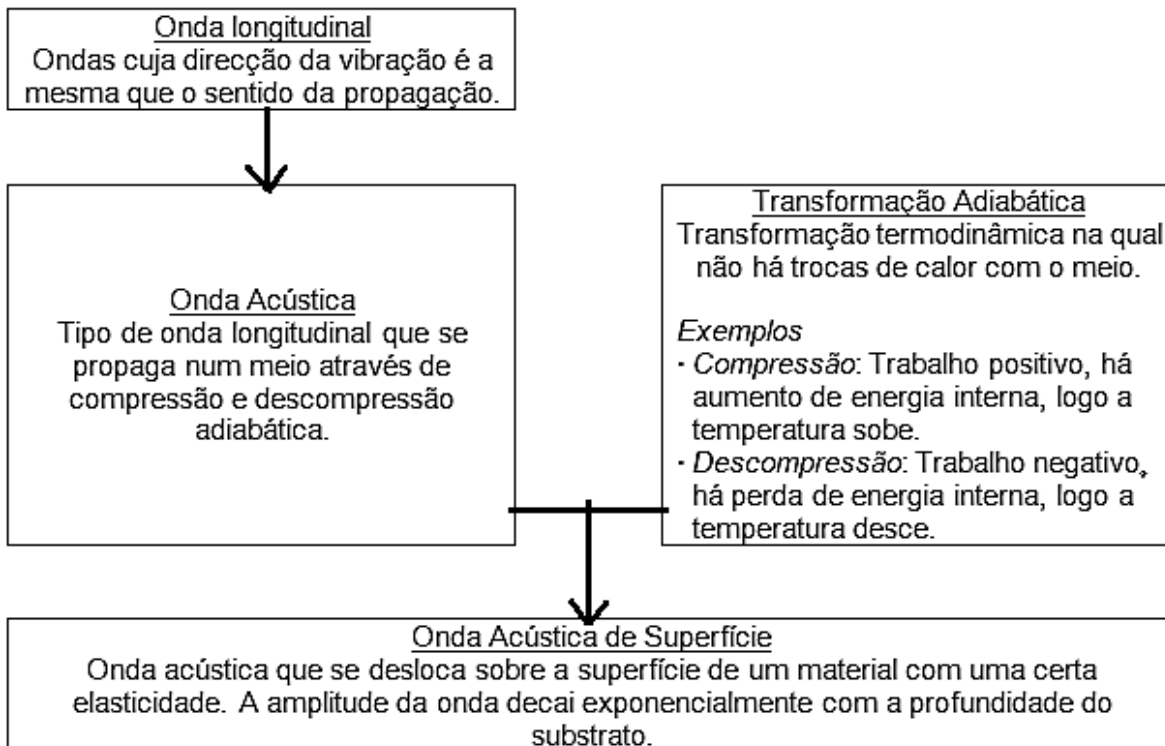 Onda longitudinal
Ondas cuja direcção da vibração é a
mesma que o sentido da propagação.
Onda Acústica
Tipo de onda longitudinal que se
propaga num meio através de
compressão e descompressão
adiabática.
Transformação Adiabática
Transformação termodinâmica na qual
não há trocas de calor com o meio.
Exemplos
· Compressão: Trabalho positivo, há
aumento de energia interna, logo a
temperatura sobe.
· Descompressão: Trabalho negativo,
há perda de energia interna, logo a
temperatura desce.
Onda Acústica de Superfície
Onda acústica que se desloca sobre a superfície de um material com uma certa
elasticidade. A amplitude da onda decai exponencialmente com a profundidade do
substrato.